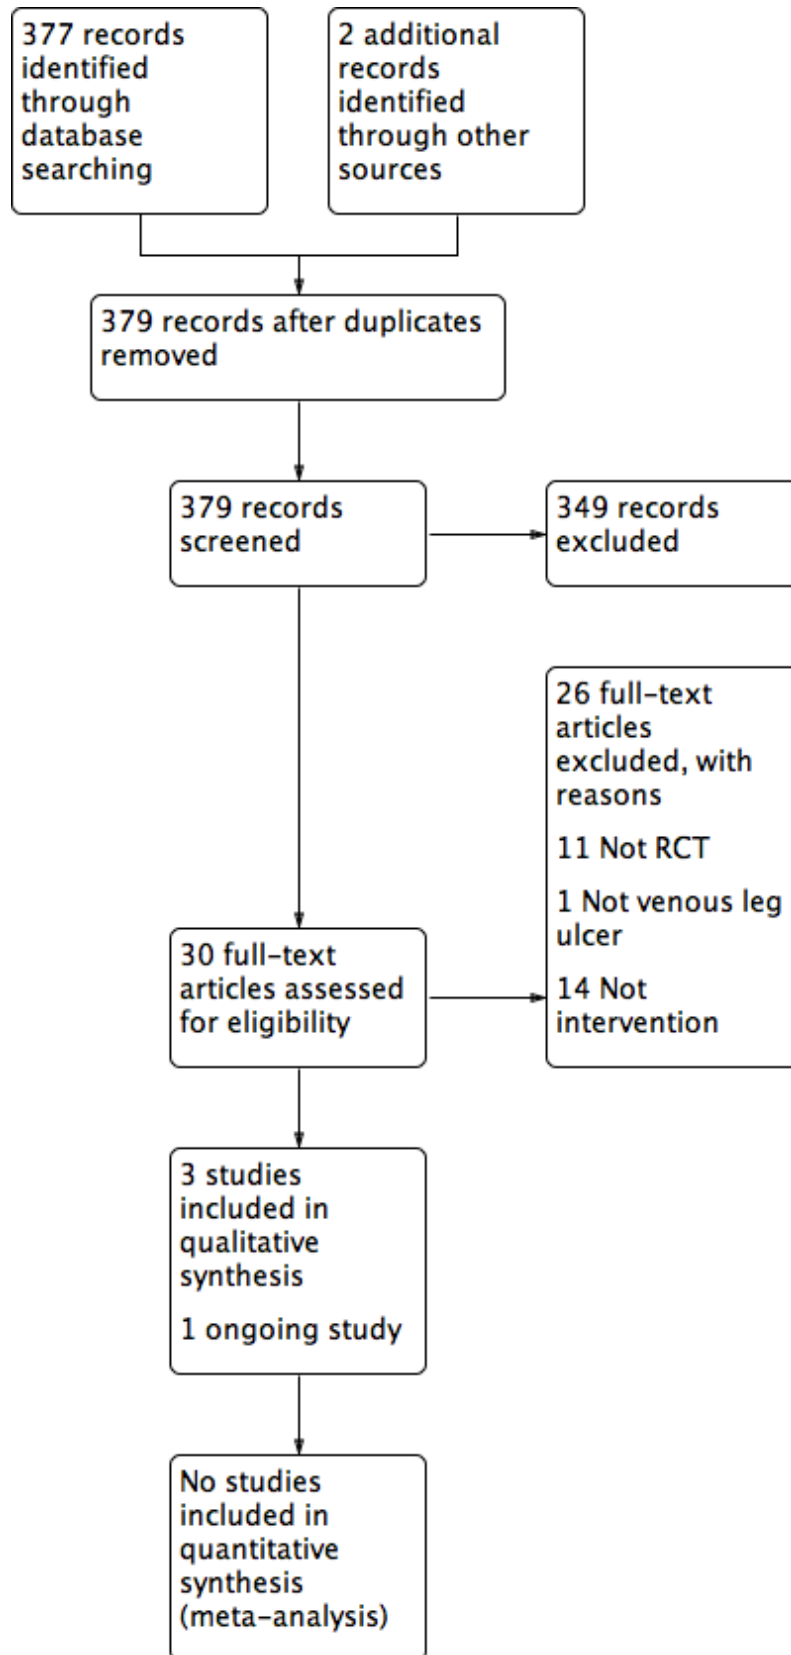 377 records
identified
through
database
searching
2 additional
records
identified
through other
sources
379 records after duplicates
removed
379 records
screened
349 records
excluded
26 full-text
articles
excluded, with
reasons
11 Not RCT
1 Not venous leg
ulcer
14 Not
intervention
30 full-text
articles assessed
for eligibility
3 studies
included in
qualitative
synthesis
1 ongoing study
No studies
included in
quantitative
synthesis
(meta-analysis)